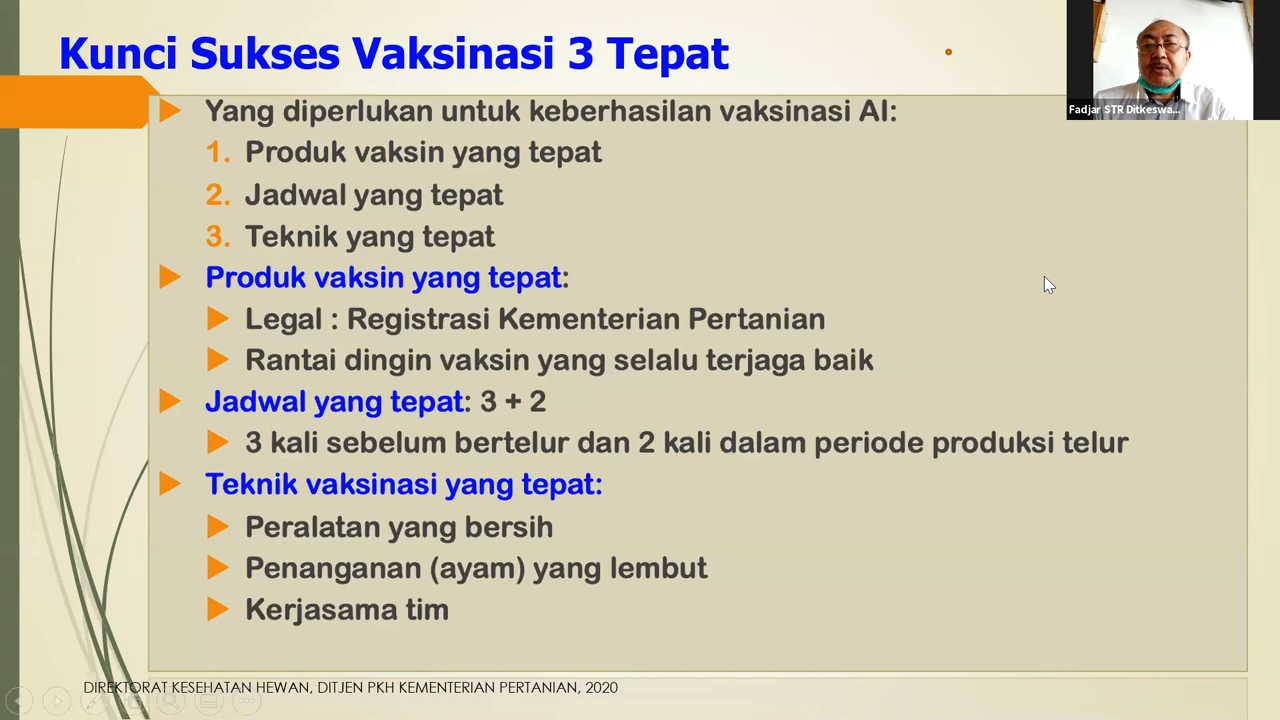 Kunci Sukses Vaksinasi 3 Tepat
Fadjar STR Ditkeswa...
Yang diperlukan untuk keberhasilan vaksinasi AI:
1. Produk vaksin yang tepat
2. Jadwal yang tepat
3. Teknik yang tepat
Produk vaksin yang tepat:
Legal : Registrasi Kementerian Pertanian
Rantai dingin vaksin yang selalu terjaga baik
Jadwal yang tepat: 3 + 2
3 kali sebelum bertelur dan 2 kali dalam periode produksi telur
Teknik vaksinasi yang tepat:
Peralatan yang bersih
Penanganan (ayam) yang lembut
Kerjasama tim
DIREKTORAT KESEHATAN HEWAN, DITJEN PKH KEMENTERIAN PERTANIAN, 2020